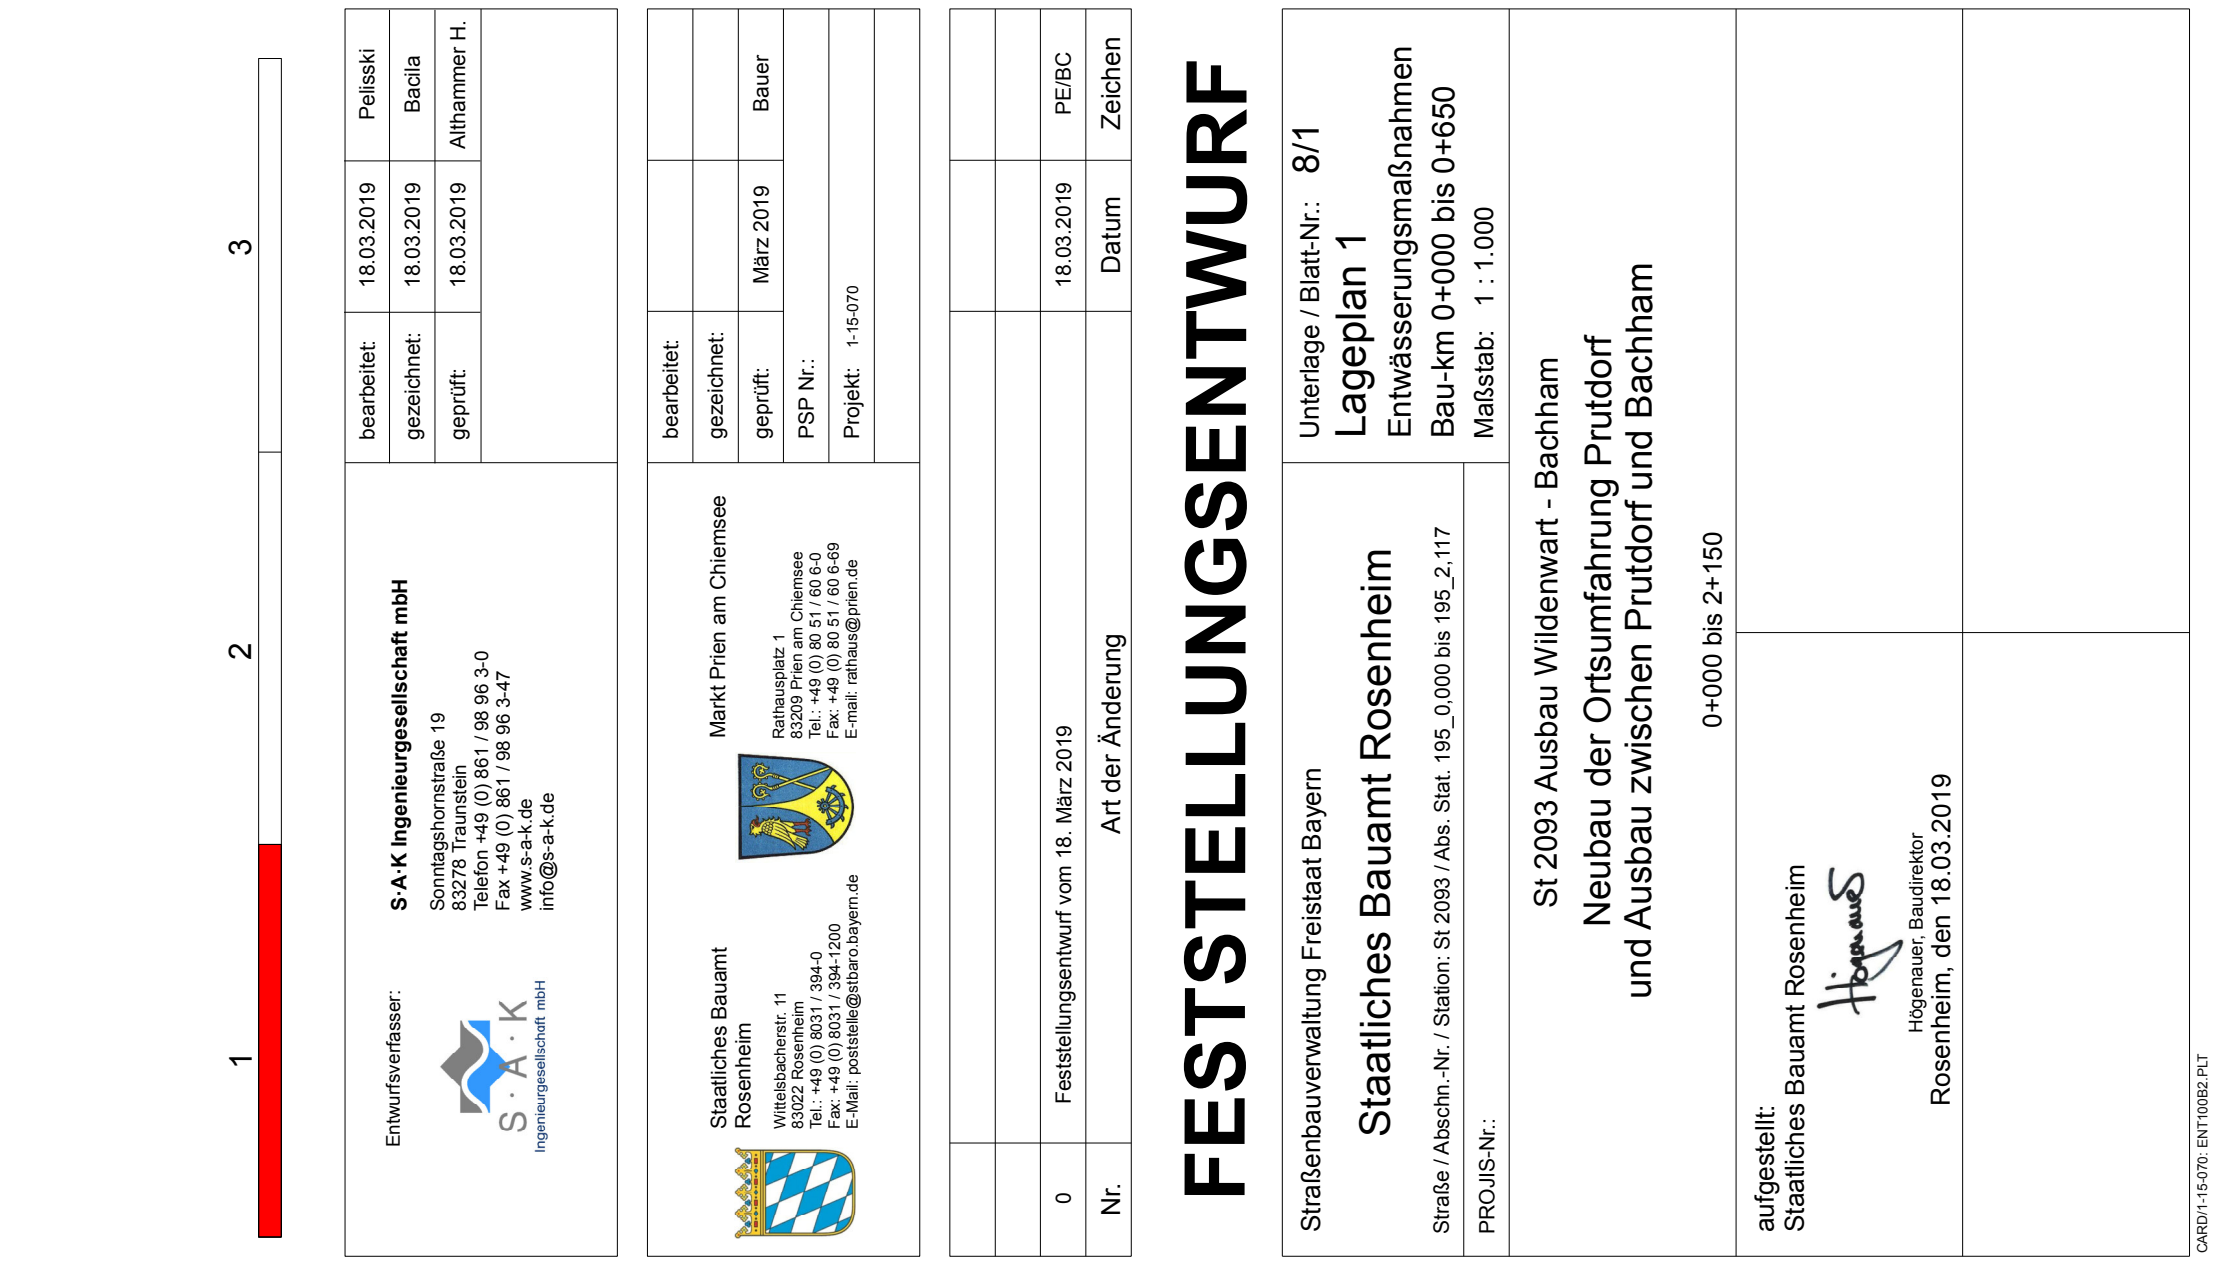 1 2 3
Entwurfsverfasser:
S · A · K
Ingenieurgesellschaft mbH
S·A·K Ingenieurgesellschaft mbH
Sonntagshornstraße 19
83278 Traunstein
Telefon +49 (0) 861 / 98 96 3-0
Fax +49 (0) 861 / 98 96 3-47
www.s-a-k.de
info@s-a-k.de
bearbeitet: 18.03.2019 Pelisski
gezeichnet: 18.03.2019 Bacila
geprüft: 18.03.2019 Althammer H.
Staatliches Bauamt
Rosenheim
Wittelsbacherstr. 11
83022 Rosenheim
Tel.: +49 (0) 8031 / 394-0
Fax: +49 (0) 8031 / 394-1200
E-Mail: poststelle@stbaro.bayern.de
Markt Prien am Chiemsee
Rathausplatz 1
83209 Prien am Chiemsee
Tel.: +49 (0) 80 51 / 60 6-0
Fax: +49 (0) 80 51 / 60 6-69
E-mail: rathaus@prien.de
bearbeitet:
gezeichnet:
geprüft: März 2019 Bauer
PSP Nr.:
Projekt: 1-15-070
0 Feststellungsentwurf vom 18. März 2019 18.03.2019 PE/BC
Nr. Art der Änderung Datum Zeichen
FESTSTELLUNGSENTWURF
Straßenbauverwaltung Freistaat Bayern
Staatliches Bauamt Rosenheim
Straße / Abschn.-Nr. / Station: St 2093 / Abs. Stat. 195_0,000 bis 195_2,117
PROJIS-Nr.:
Unterlage / Blatt-Nr.: 8/1
Lageplan 1
Entwässerungsmaßnahmen
Bau-km 0+000 bis 0+650
Maßstab: 1 : 1.000
St 2093 Ausbau Wildenwart - Bachham
Neubau der Ortsumfahrung Prutdorf
und Ausbau zwischen Prutdorf und Bachham
0+000 bis 2+150
aufgestellt:
Staatliches Bauamt Rosenheim
Högenauer
Högenauer, Baudirektor
Rosenheim, den 18.03.2019
CARD/1-15-070: ENT100B2.PLT